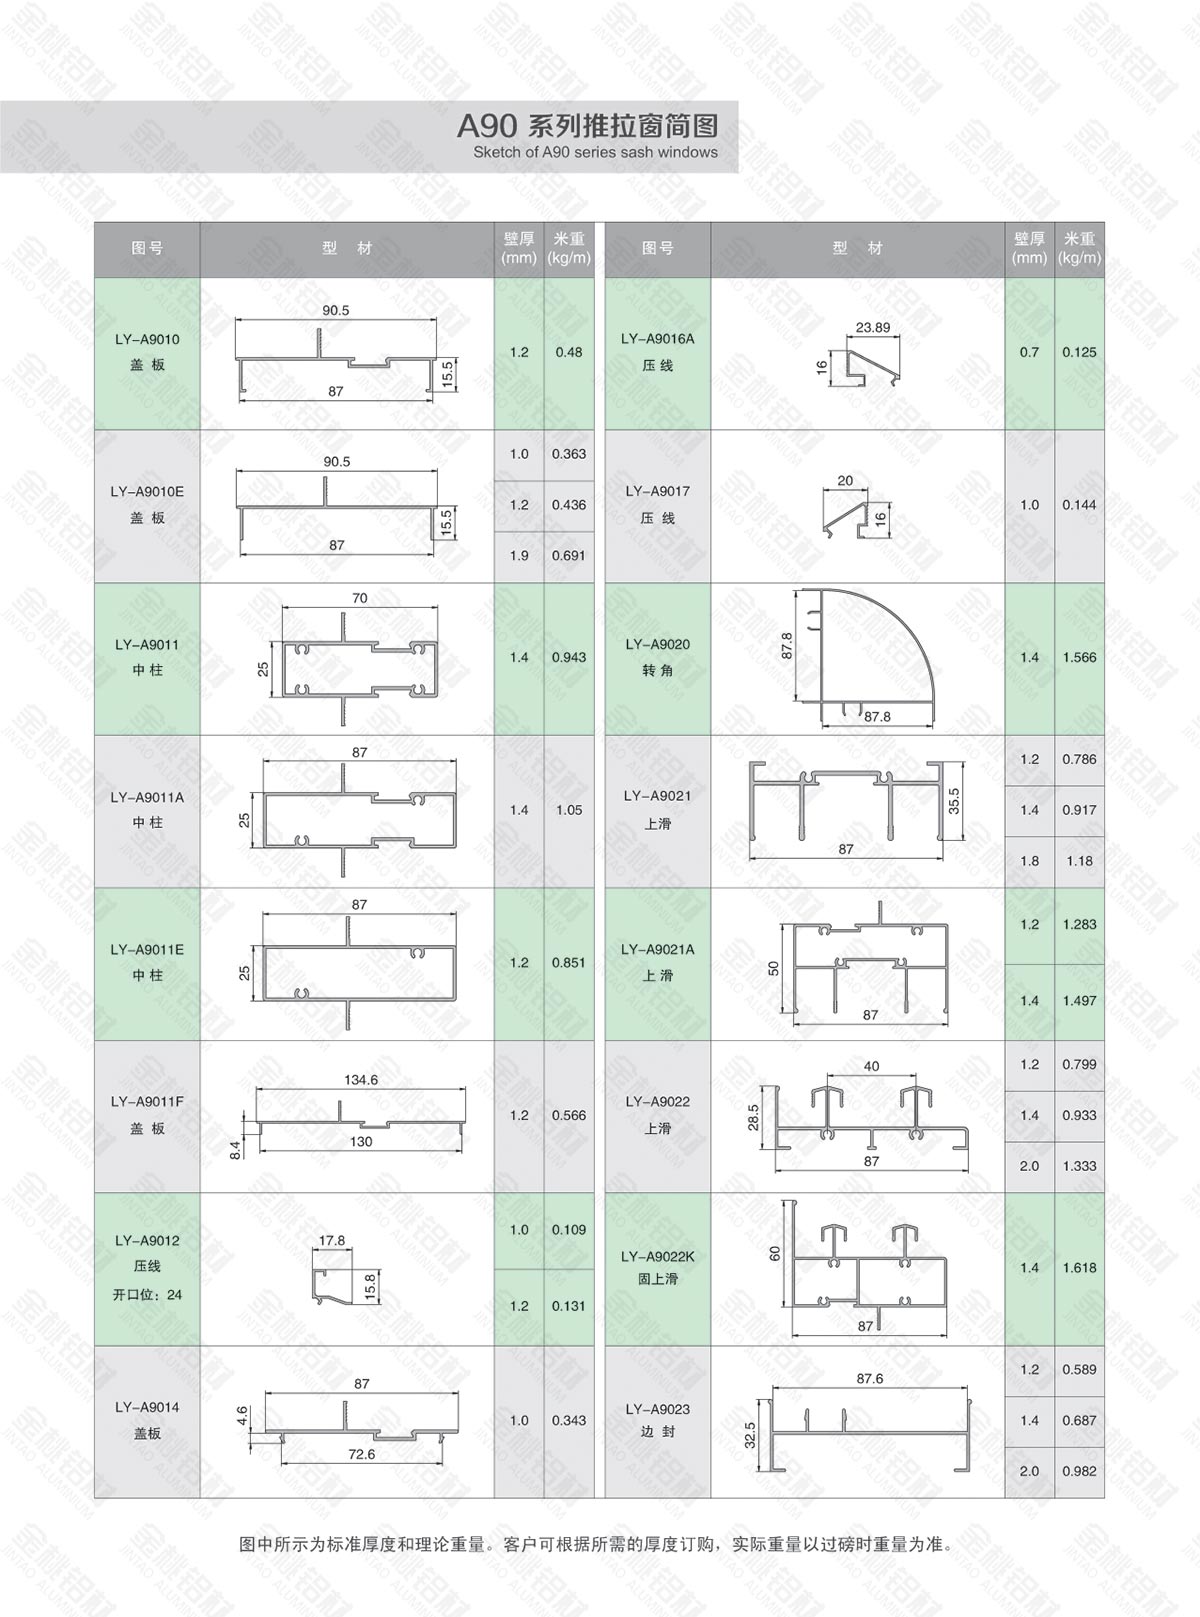 A90 系列推拉窗简图
Sketch of A90 series sash windows
图号 型 材 壁厚 (mm) 米重 (kg/m)
LY-A9010
盖 板
90.5
87
15.5
1.2 0.48
LY-A9010E
盖 板
90.5
87
15.5
1.0 0.363
1.2 0.436
1.9 0.691
LY-A9011
中 柱
70
25
1.4 0.943
LY-A9011A
中 柱
87
25
1.4 1.05
LY-A9011E
中 柱
87
25
1.2 0.851
LY-A9011F
盖 板
134.6
130
8.4
1.2 0.566
LY-A9012
压线
开口位：24
17.8
15.8
1.0 0.109
1.2 0.131
LY-A9014
盖板
87
4.6
72.6
1.0 0.343
图号 型 材 壁厚 (mm) 米重 (kg/m)
LY-A9016A
压 线
23.89
16
0.7 0.125
LY-A9017
压 线
20
16
1.0 0.144
LY-A9020
转 角
87.8
87.8
1.4 1.566
LY-A9021
上滑
35.5
87
1.2 0.786
1.4 0.917
1.8 1.18
LY-A9021A
上 滑
50
87
1.2 1.283
1.4 1.497
LY-A9022
上滑
40
28.5
87
1.2 0.799
1.4 0.933
2.0 1.333
LY-A9022K
固上滑
60
87
1.4 1.618
LY-A9023
边 封
87.6
32.5
1.2 0.589
1.4 0.687
2.0 0.982
图中所示为标准厚度和理论重量。客户可根据所需的厚度订购，实际重量以过磅时重量为准。
金桃铝材
JINTAO ALUMINIUM